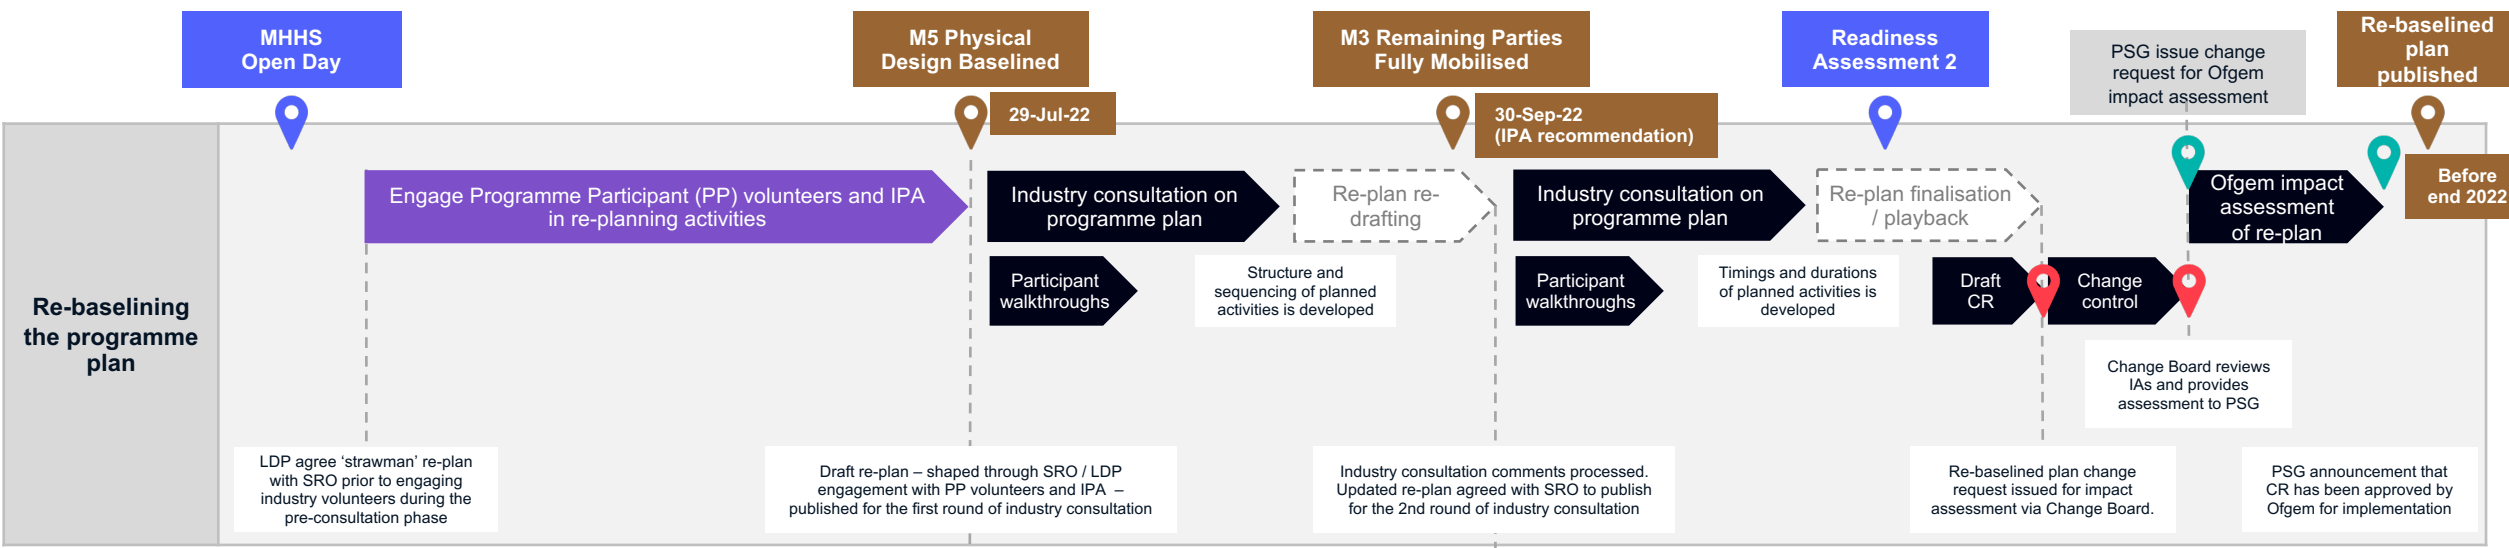 MHHS
Open Day
M5 Physical
Design Baselined
M3 Remaining Parties
Fully Mobilised
Readiness
Assessment 2
PSG issue change
request for Ofgem
impact assessment
Re-baselined
plan
published
29-Jul-22
30-Sep-22
(IPA recommendation)
Before
end 2022
Re-baselining
the programme
plan
Engage Programme Participant (PP) volunteers and IPA
in re-planning activities
Industry consultation on
programme plan
Re-plan re-
drafting
Industry consultation on
programme plan
Re-plan finalisation
/ playback
Ofgem impact
assessment
of re-plan
Participant
walkthroughs
Structure and
sequencing of planned
activities is developed
Participant
walkthroughs
Timings and durations
of planned activities is
developed
Draft
CR
Change
control
Change Board reviews
IAs and provides
assessment to PSG
LDP agree ‘strawman’ re-plan
with SRO prior to engaging
industry volunteers during the
pre-consultation phase
Draft re-plan – shaped through SRO / LDP
engagement with PP volunteers and IPA –
published for the first round of industry consultation
Industry consultation comments processed.
Updated re-plan agreed with SRO to publish
for the 2nd round of industry consultation
Re-baselined plan change
request issued for impact
assessment via Change Board.
PSG announcement that
CR has been approved by
Ofgem for implementation